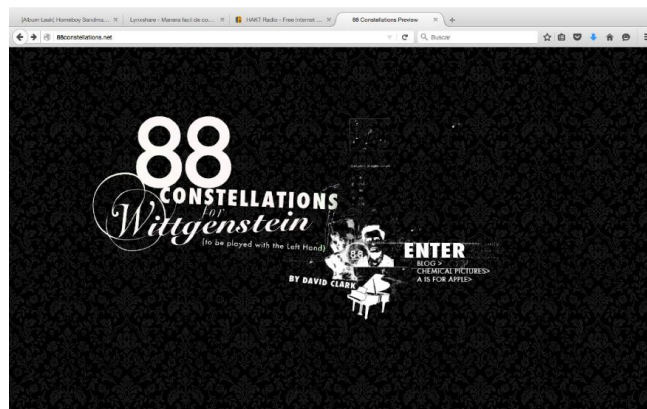 [Album Leak] Homeboy Sandma...
Lynxshare - Manera facil de co...
HAKT Radio - Free Internet ...
88 Constellations Preview
88constellations.net
Buscar
88
CONSTELLATIONS
for
Wittgenstein
(to be played with the Left Hand)
88
ENTER
BLOG >
CHEMICAL PICTURES>
A IS FOR APPLE>
BY DAVID CLARK